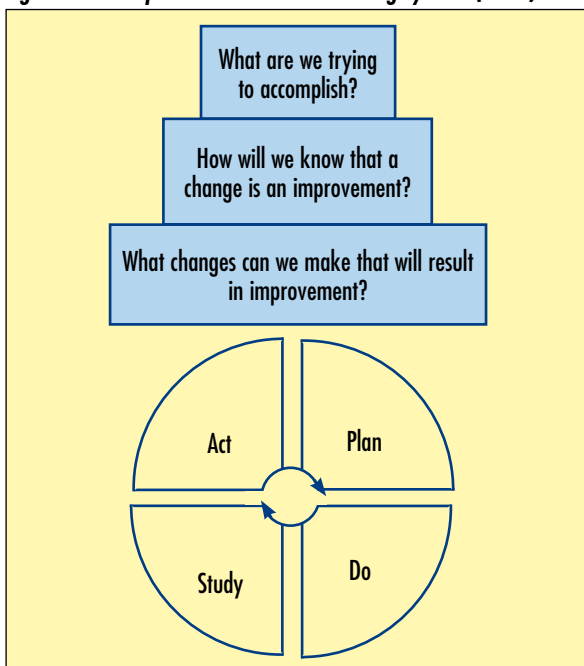 What are we trying
to accomplish?
How will we know that a
change is an improvement?
What changes can we make that will result
in improvement?
Act
Plan
Study
Do